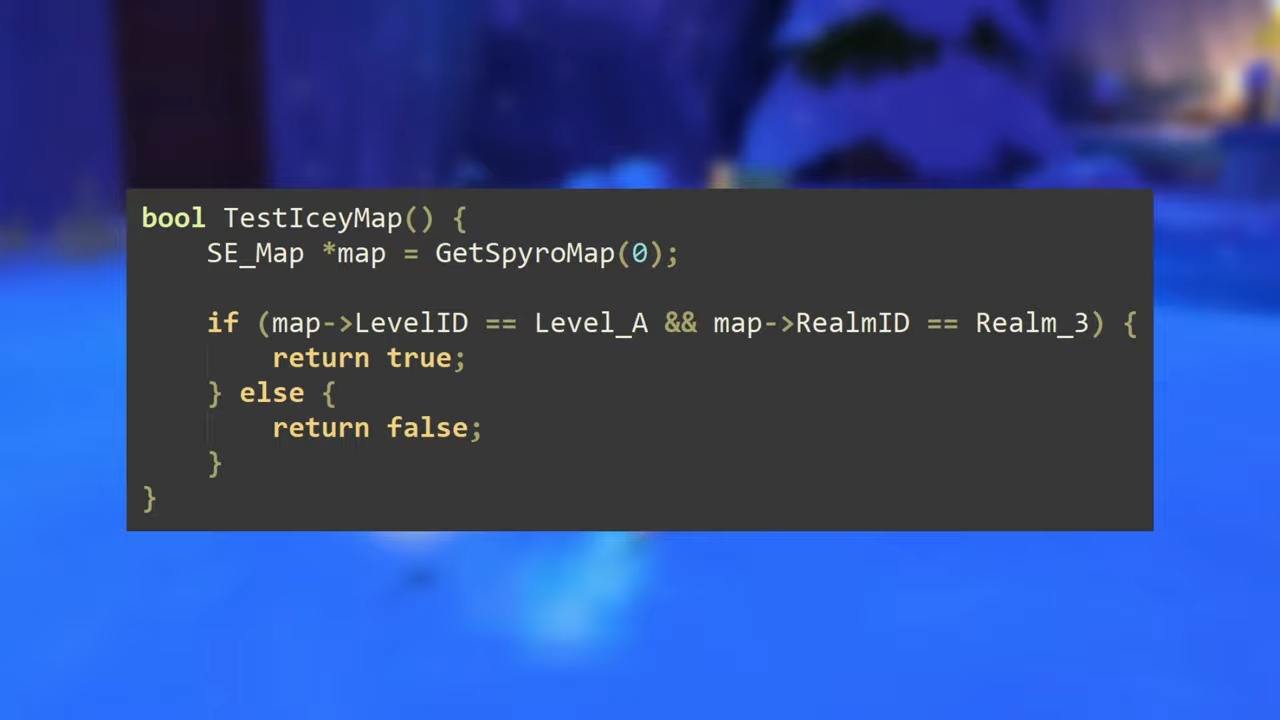 bool TestIceyMap() {
    SE_Map *map = GetSpyroMap(0);

    if (map->LevelID == Level_A && map->RealmID == Realm_3) {
        return true;
    } else {
        return false;
    }
}